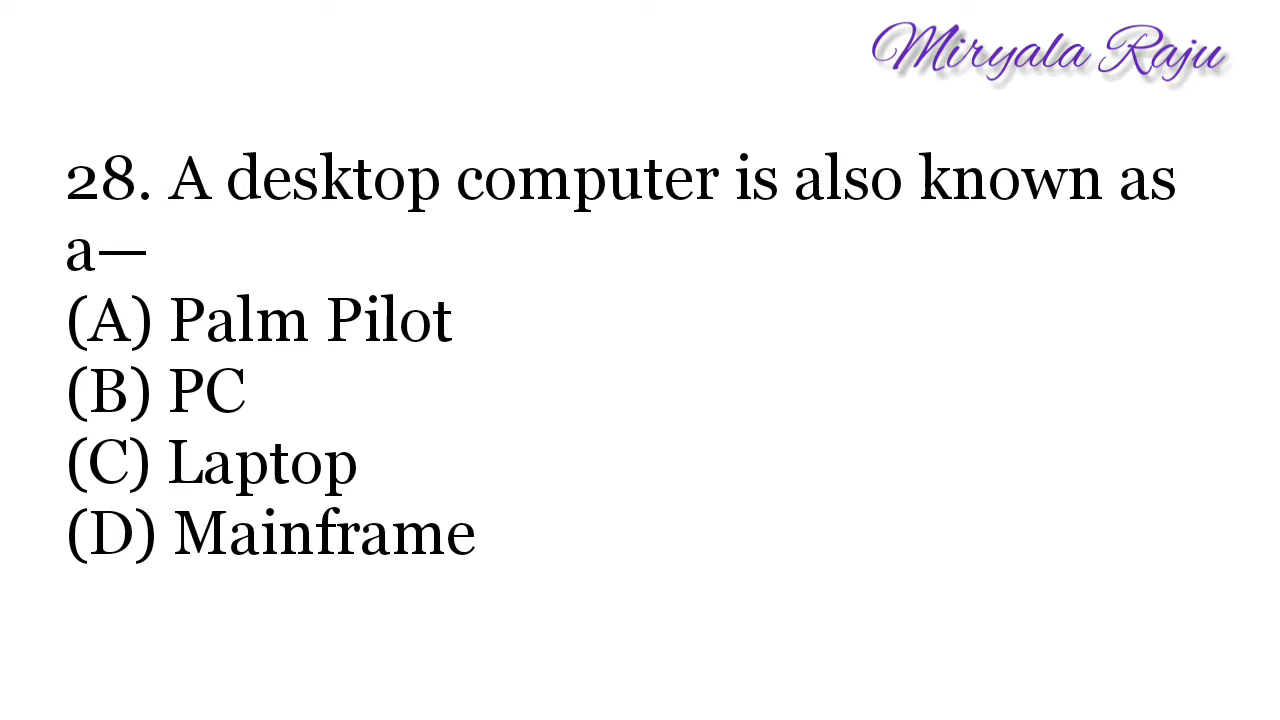 Miryala Raju
28. A desktop computer is also known as
a—
(A) Palm Pilot
(B) PC
(C) Laptop
(D) Mainframe